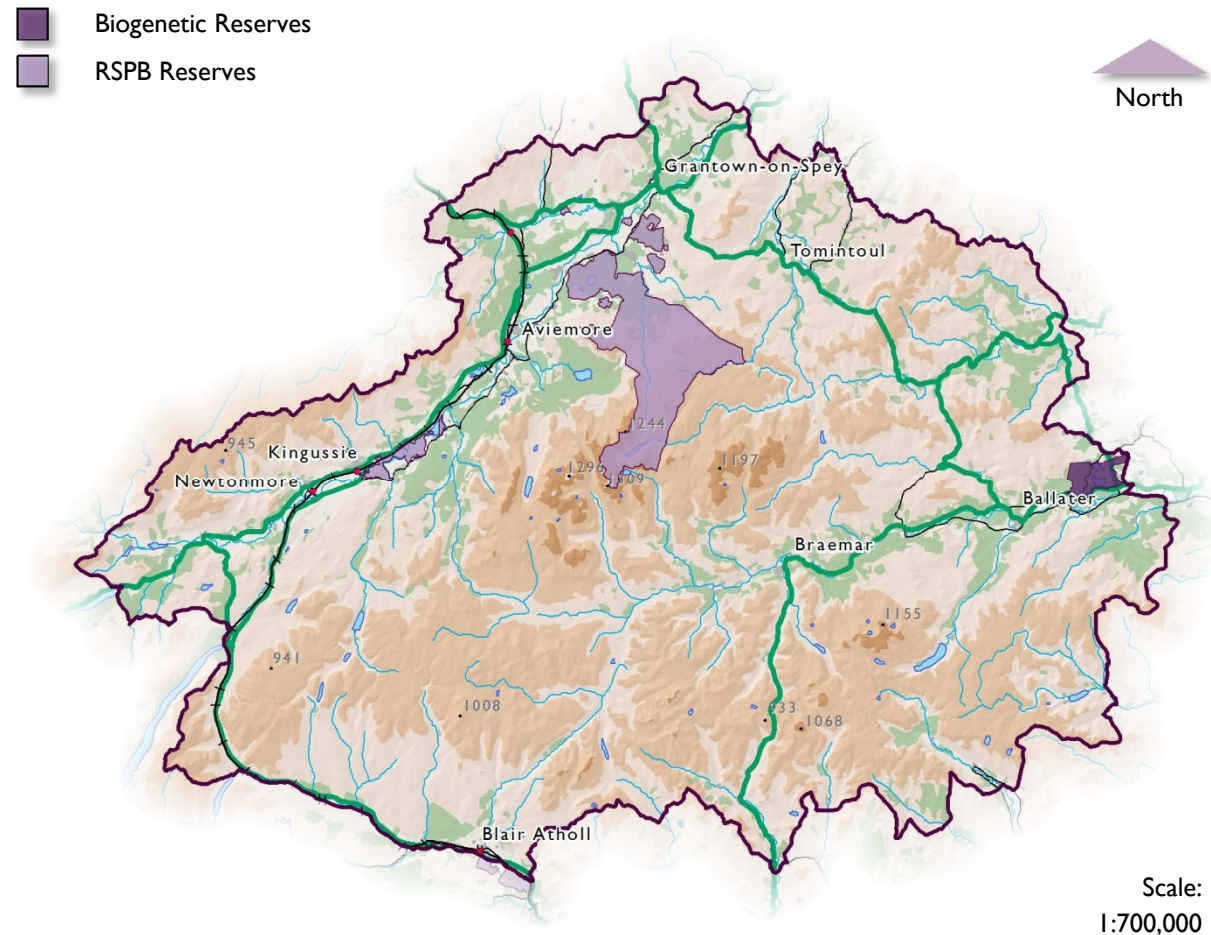 Biogenetic Reserves
RSPB Reserves
North
Grantown-on-Spey
Tomintoul
Aviemore
1244
945
Kingussie
1296
1197
Newtonmore
Ballater
Braemar
1155
941
1008
1068
Blair Atholl
Scale:
1:700,000